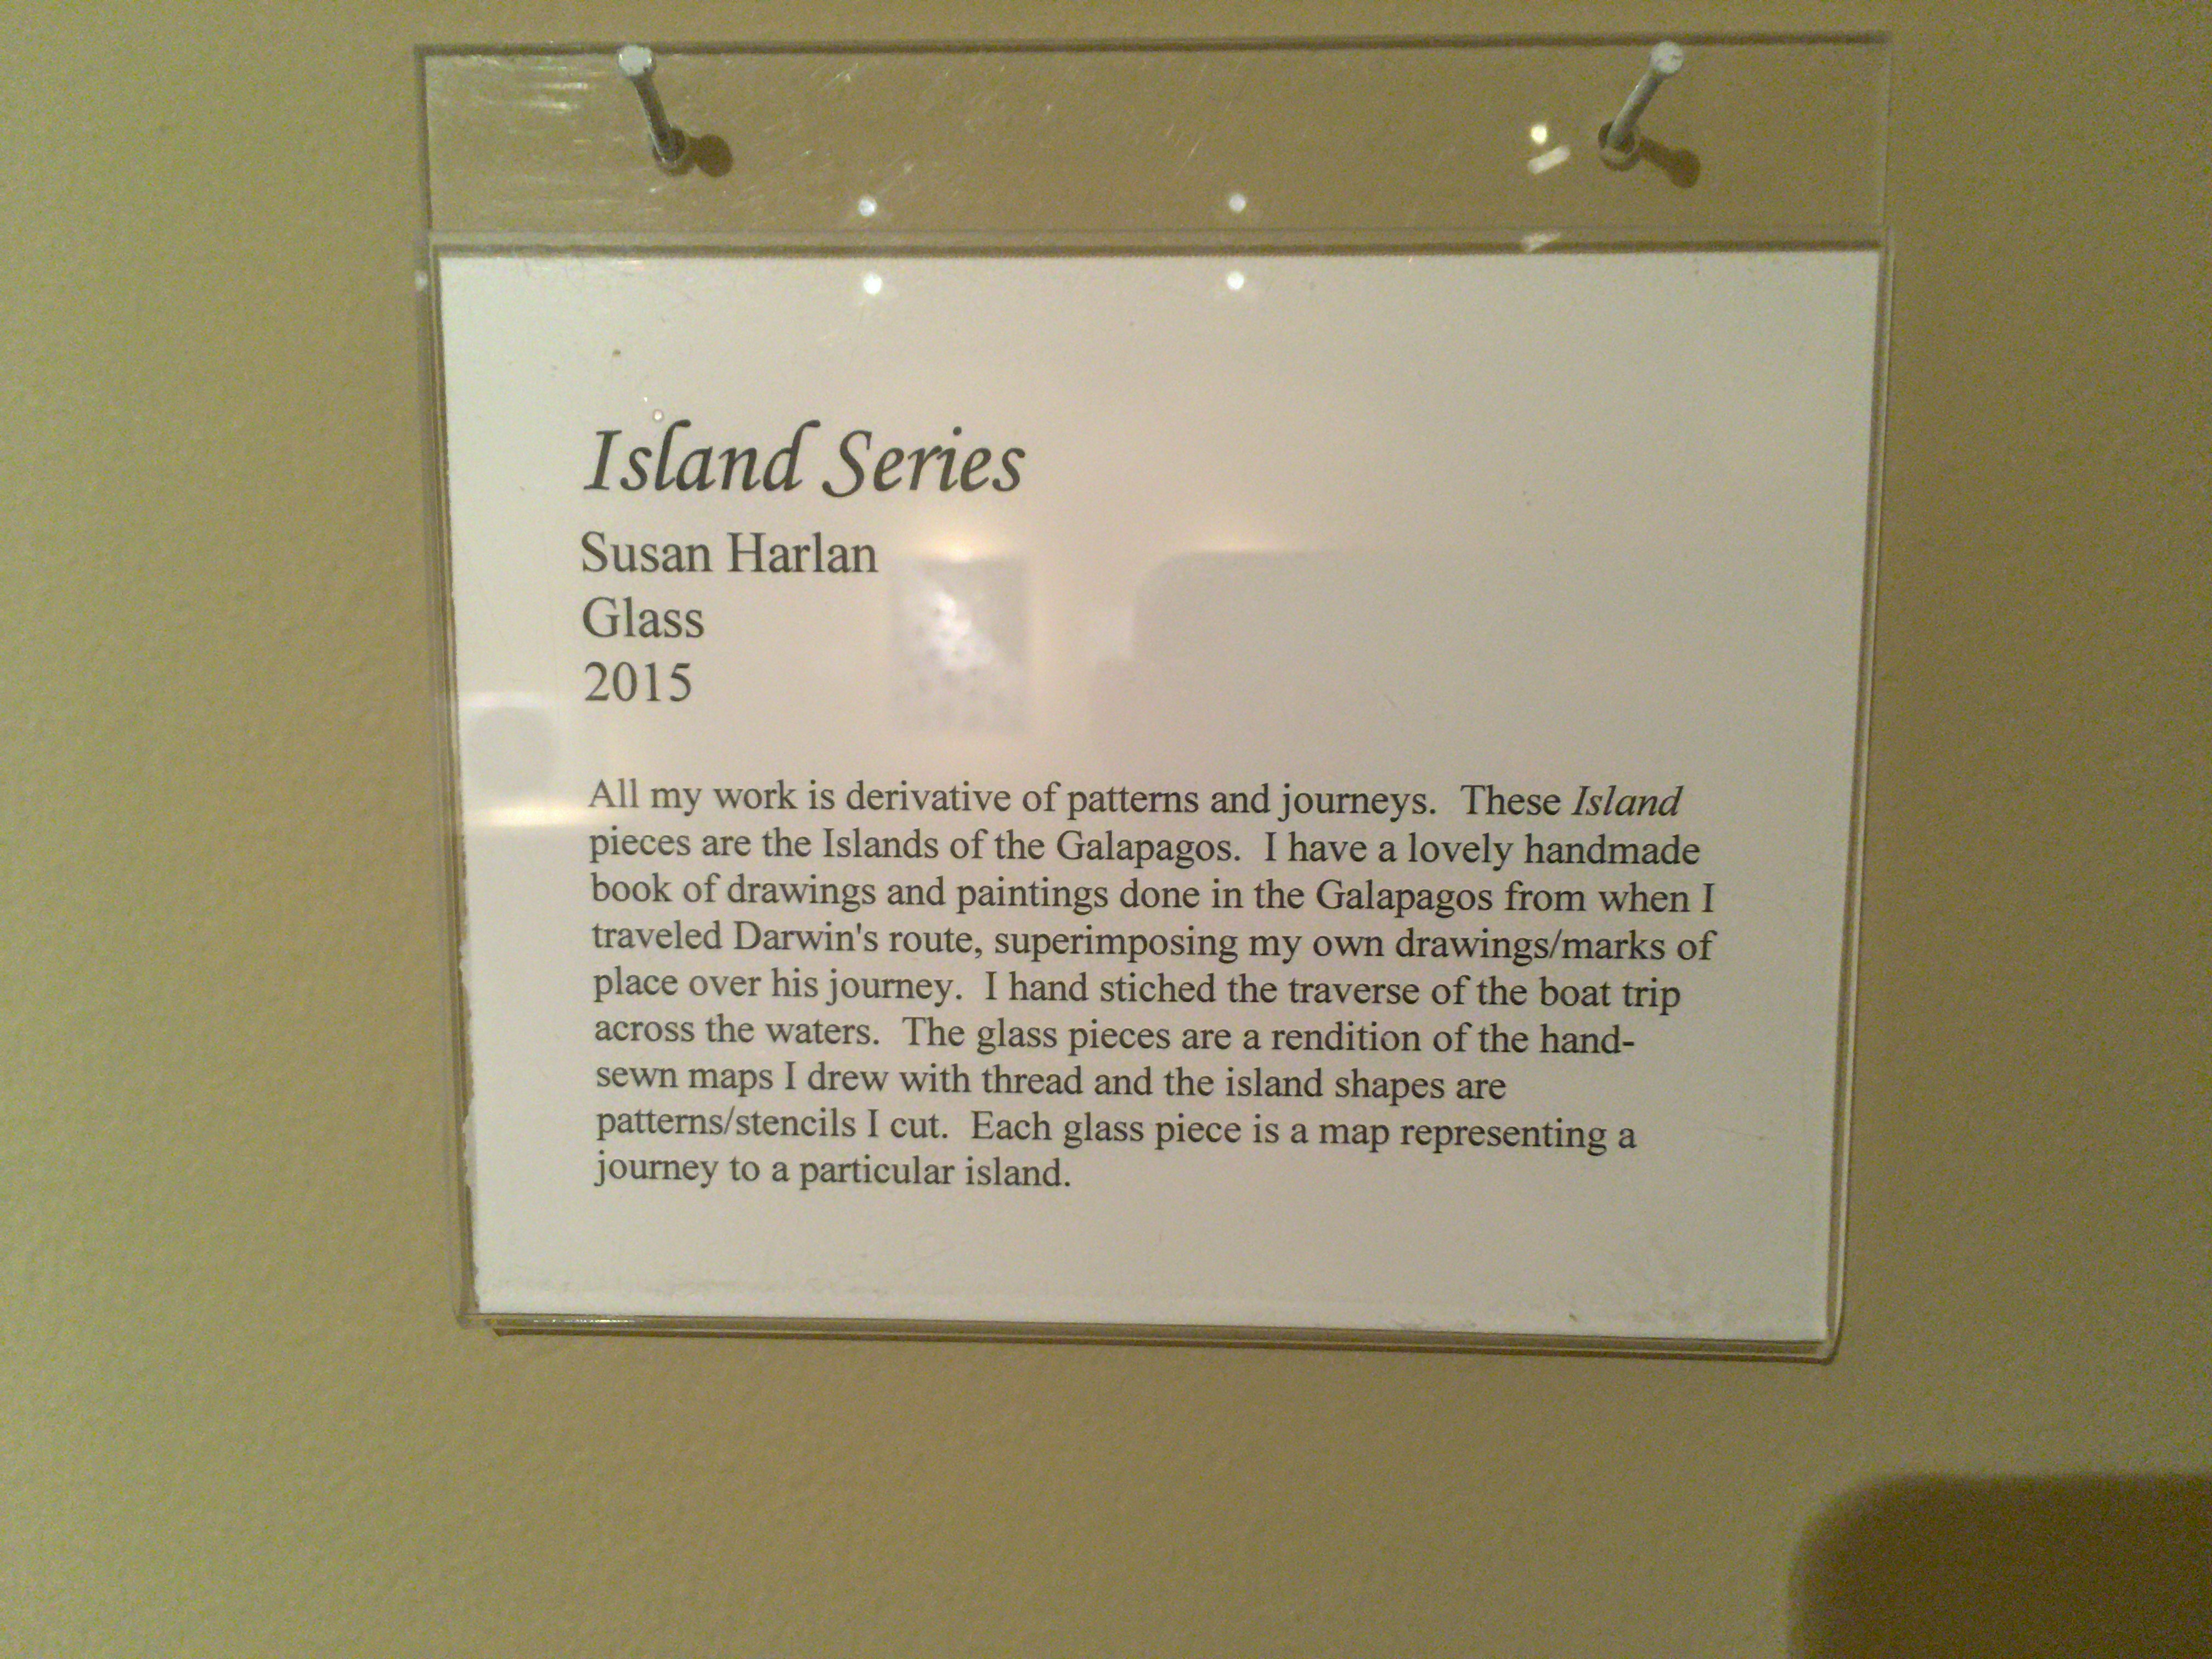 Island Series
Susan Harlan
Glass
2015
All my work is derivative of patterns and journeys.  These Island
pieces are the Islands of the Galapagos.  I have a lovely handmade
book of drawings and paintings done in the Galapagos from when I
traveled Darwin's route, superimposing my own drawings/marks of
place over his journey.  I hand stiched the traverse of the boat trip
across the waters.  The glass pieces are a rendition of the hand-
sewn maps I drew with thread and the island shapes are
patterns/stencils I cut.  Each glass piece is a map representing a
journey to a particular island.